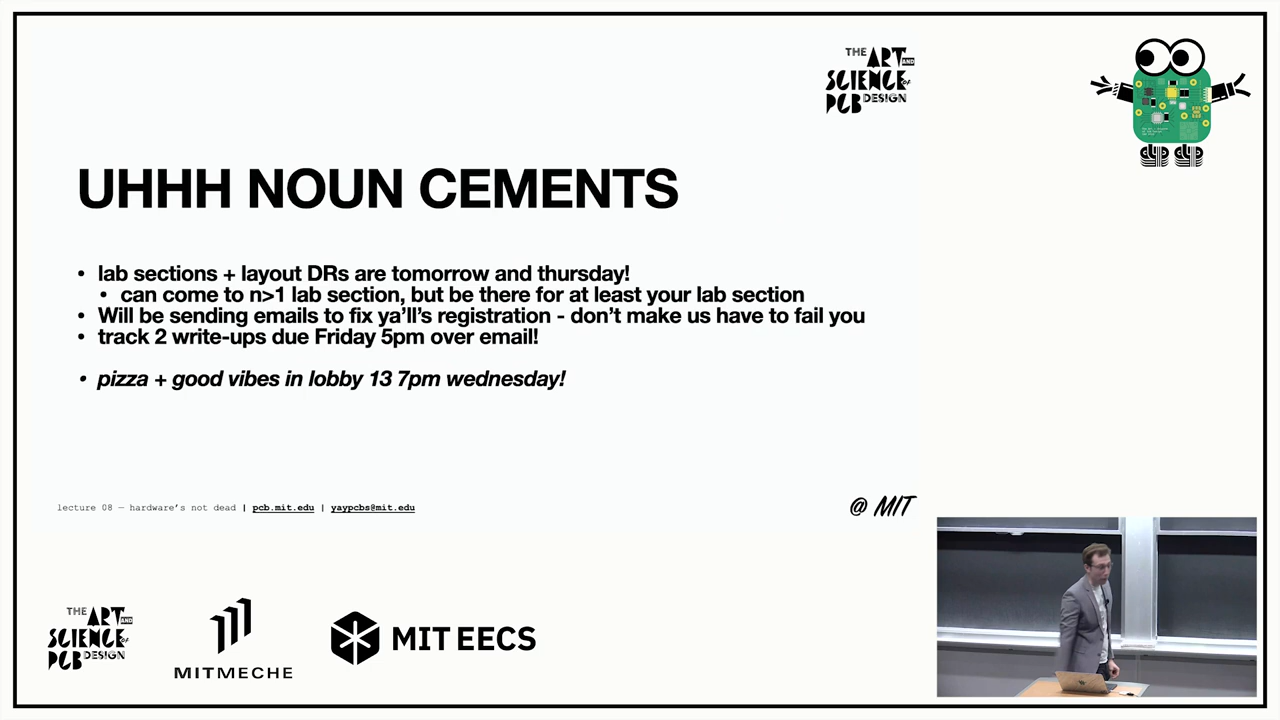 THE ART AND
SCIENCE OF
PCB DESIGN
UHHH NOUN CEMENTS
• lab sections + layout DRs are tomorrow and thursday!
• can come to n>1 lab section, but be there for at least your lab section
• Will be sending emails to fix ya’ll’s registration - don’t make us have to fail you
• track 2 write-ups due Friday 5pm over email!
• pizza + good vibes in lobby 13 7pm wednesday!
lecture 08 — hardware’s not dead | pcb.mit.edu | yaypcbs@mit.edu
@ MIT
THE ART AND
SCIENCE OF
PCB DESIGN
MITMECHE
MIT EECS